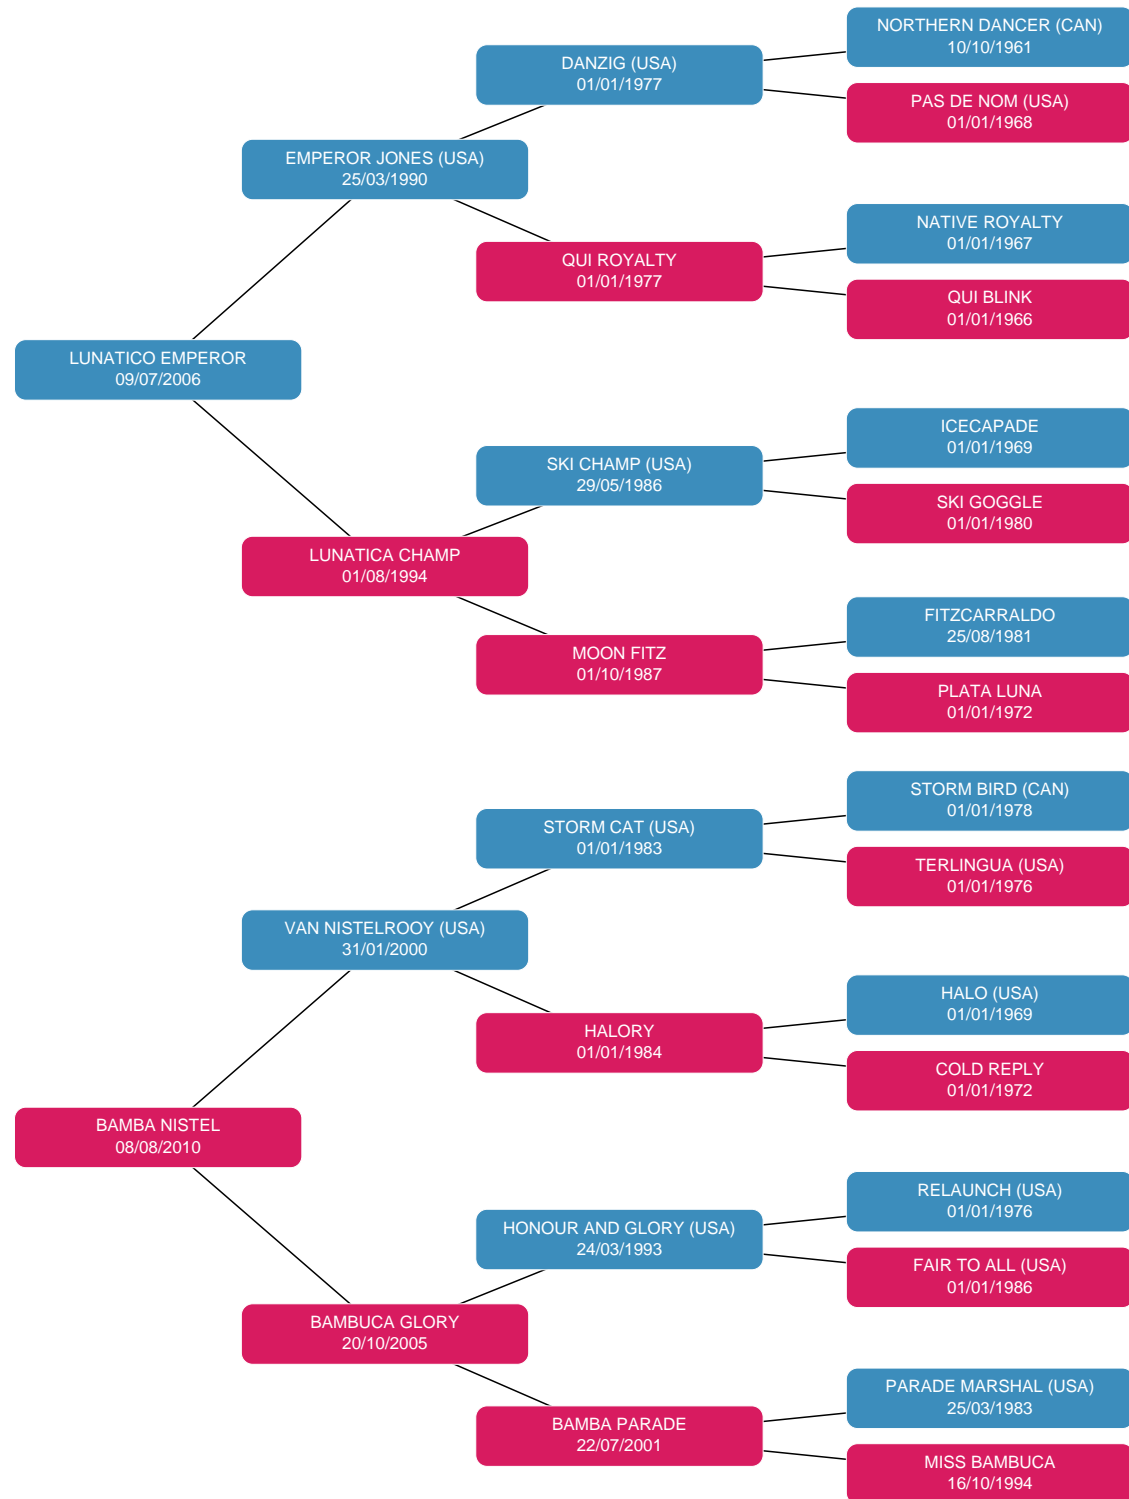 NORTHERN DANCER (CAN)
10/10/1961
DANZIG (USA)
01/01/1977
PAS DE NOM (USA)
01/01/1968
EMPEROR JONES (USA)
25/03/1990
NATIVE ROYALTY
01/01/1967
QUI ROYALTY
01/01/1977
QUI BLINK
01/01/1966
LUNATICO EMPEROR
09/07/2006
ICECAPADE
01/01/1969
SKI CHAMP (USA)
29/05/1986
SKI GOGGLE
01/01/1980
LUNATICA CHAMP
01/08/1994
FITZCARRALDO
25/08/1981
MOON FITZ
01/10/1987
PLATA LUNA
01/01/1972
STORM BIRD (CAN)
01/01/1978
STORM CAT (USA)
01/01/1983
TERLINGUA (USA)
01/01/1976
VAN NISTELROOY (USA)
31/01/2000
HALO (USA)
01/01/1969
HALORY
01/01/1984
COLD REPLY
01/01/1972
BAMBA NISTEL
08/08/2010
RELAUNCH (USA)
01/01/1976
HONOUR AND GLORY (USA)
24/03/1993
FAIR TO ALL (USA)
01/01/1986
BAMBUCA GLORY
20/10/2005
PARADE MARSHAL (USA)
25/03/1983
BAMBA PARADE
22/07/2001
MISS BAMBUCA
16/10/1994